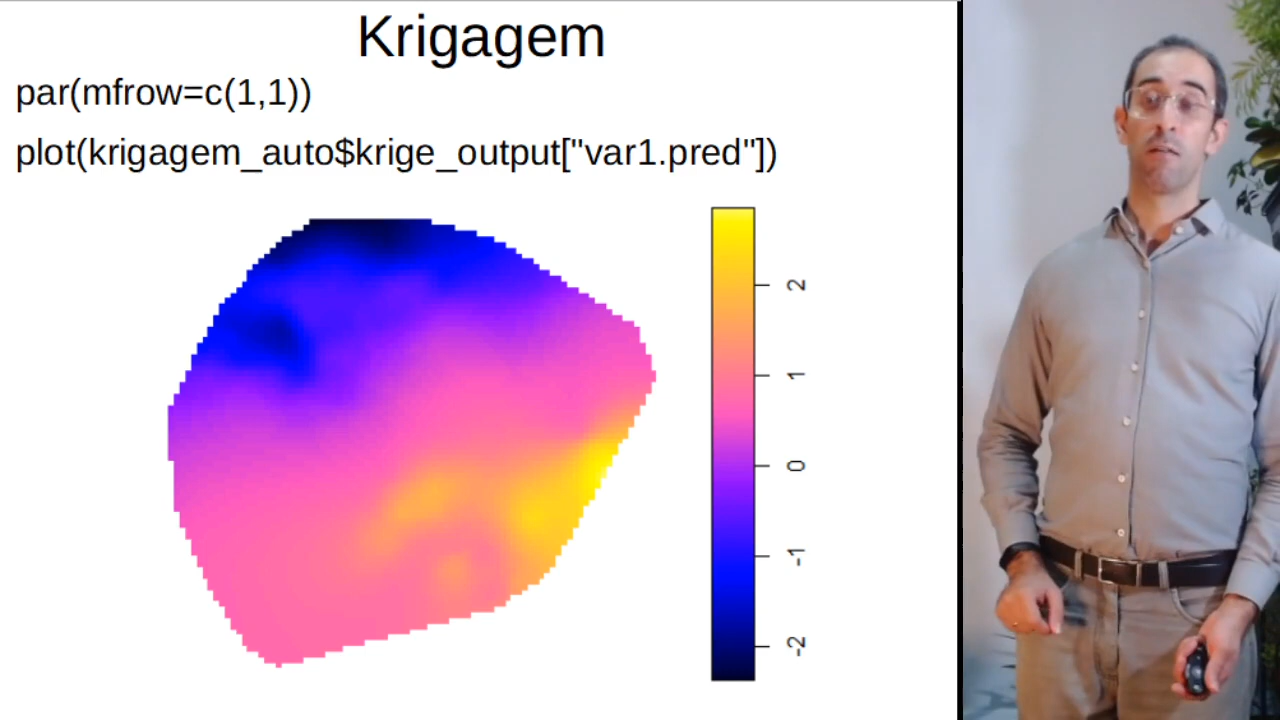 Krigagem
par(mfrow=c(1,1))
plot(krigagem_auto$krige_output["var1.pred"])
2
1
0
-1
-2